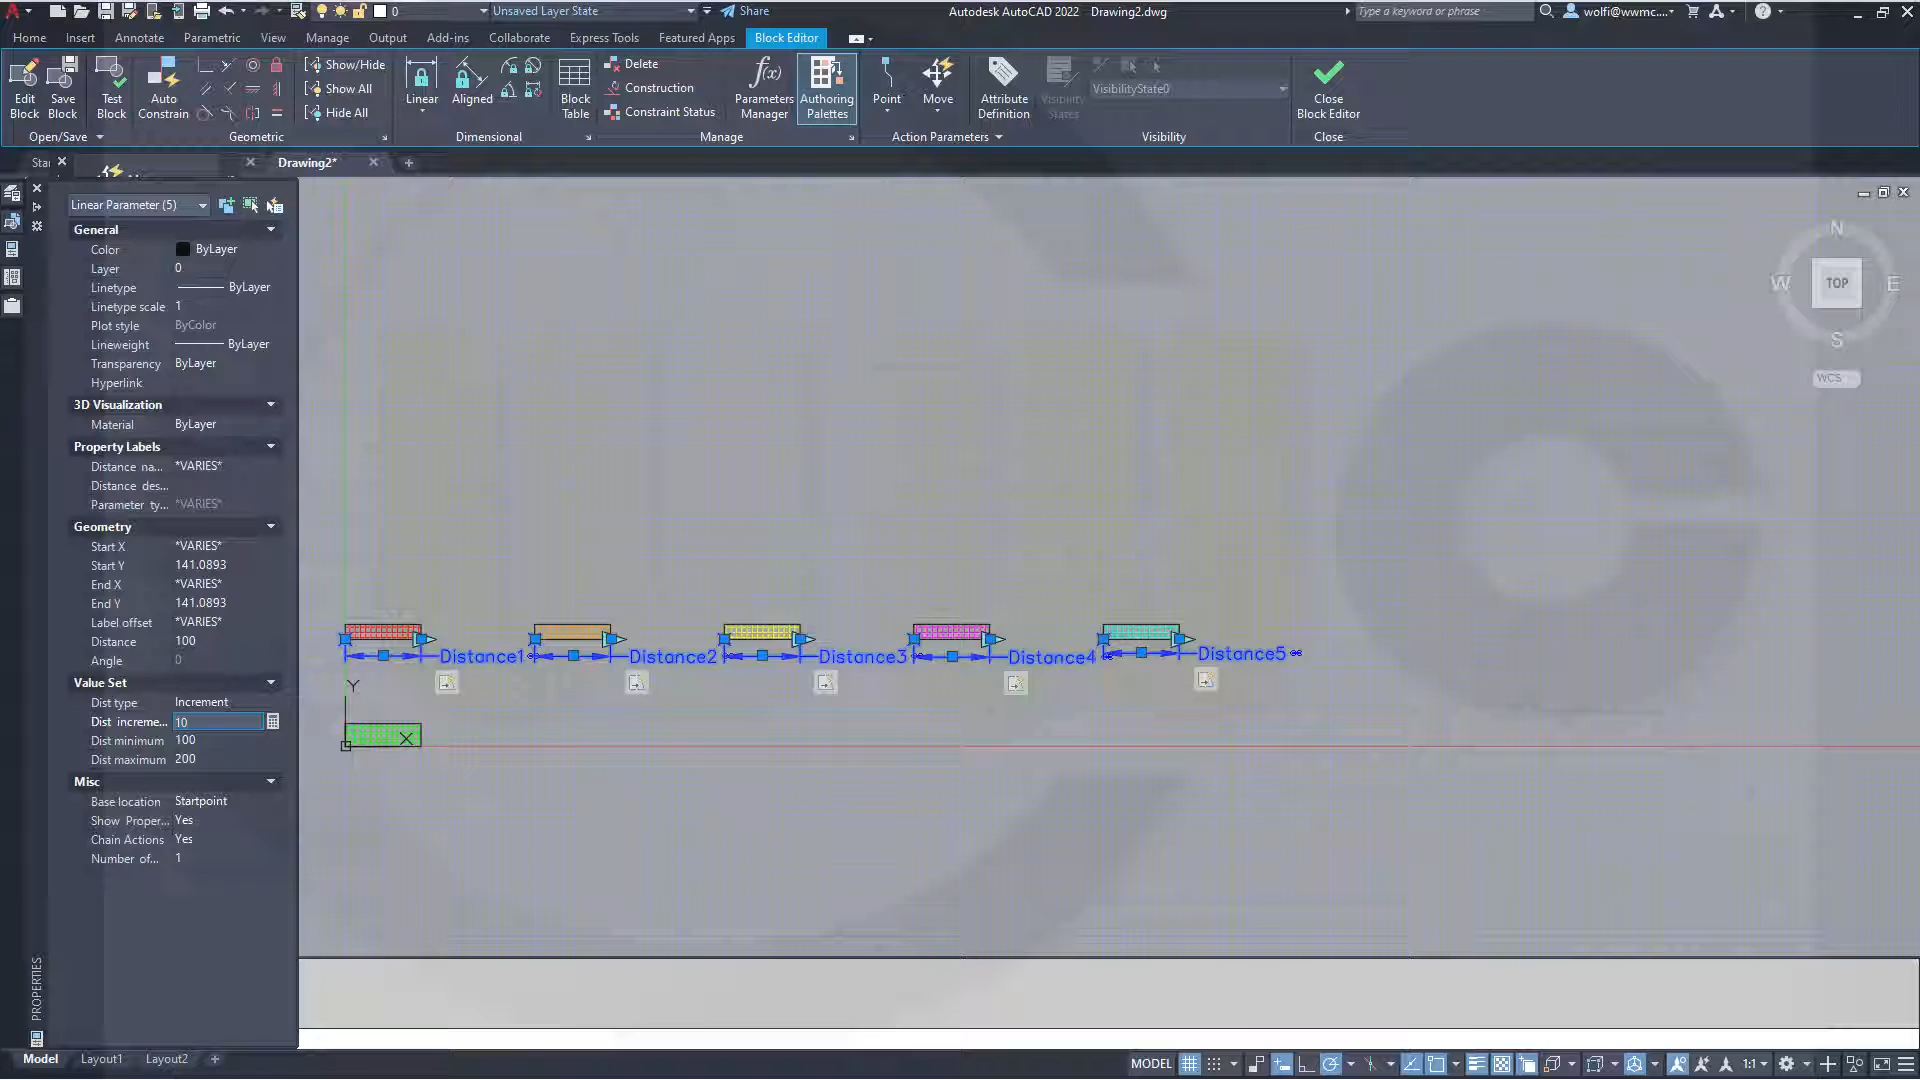 0
Unsaved Layer State
Share
Autodesk AutoCAD 2022 Drawing2.dwg
Type a keyword or phrase
wolfi@wwmc....
Home Insert Annotate Parametric View Manage Output Add-ins Collaborate Express Tools Featured Apps Block Editor
Edit Block
Save Block
Test Block
Auto Constrain
Show/Hide
Show All
Hide All
Linear
Aligned
Block Table
Delete
Construction
Constraint Status
Parameters Manager
Authoring Palettes
Point
Move
Attribute Definition
Visibility States
VisibilityState0
Close Block Editor
Open/Save Geometric Dimensional Manage Action Parameters Visibility Close
Sta
Drawing2*
Linear Parameter (5)
General
Color ByLayer
Layer 0
Linetype ByLayer
Linetype scale 1
Plot style ByColor
Lineweight ByLayer
Transparency ByLayer
Hyperlink
3D Visualization
Material ByLayer
Property Labels
Distance na... *VARIES*
Distance des...
Parameter ty... *VARIES*
Geometry
Start X *VARIES*
Start Y 141.0893
End X *VARIES*
End Y 141.0893
Label offset *VARIES*
Distance 100
Angle 0
Value Set
Dist type Increment
Dist increme... 10
Dist minimum 100
Dist maximum 200
Misc
Base location Startpoint
Show Proper... Yes
Chain Actions Yes
Number of... 1
PROPERTIES
N
W TOP E
S
WCS
Distance1 Distance2 Distance3 Distance4 Distance5
Y
X
Model Layout1 Layout2
MODEL
1:1